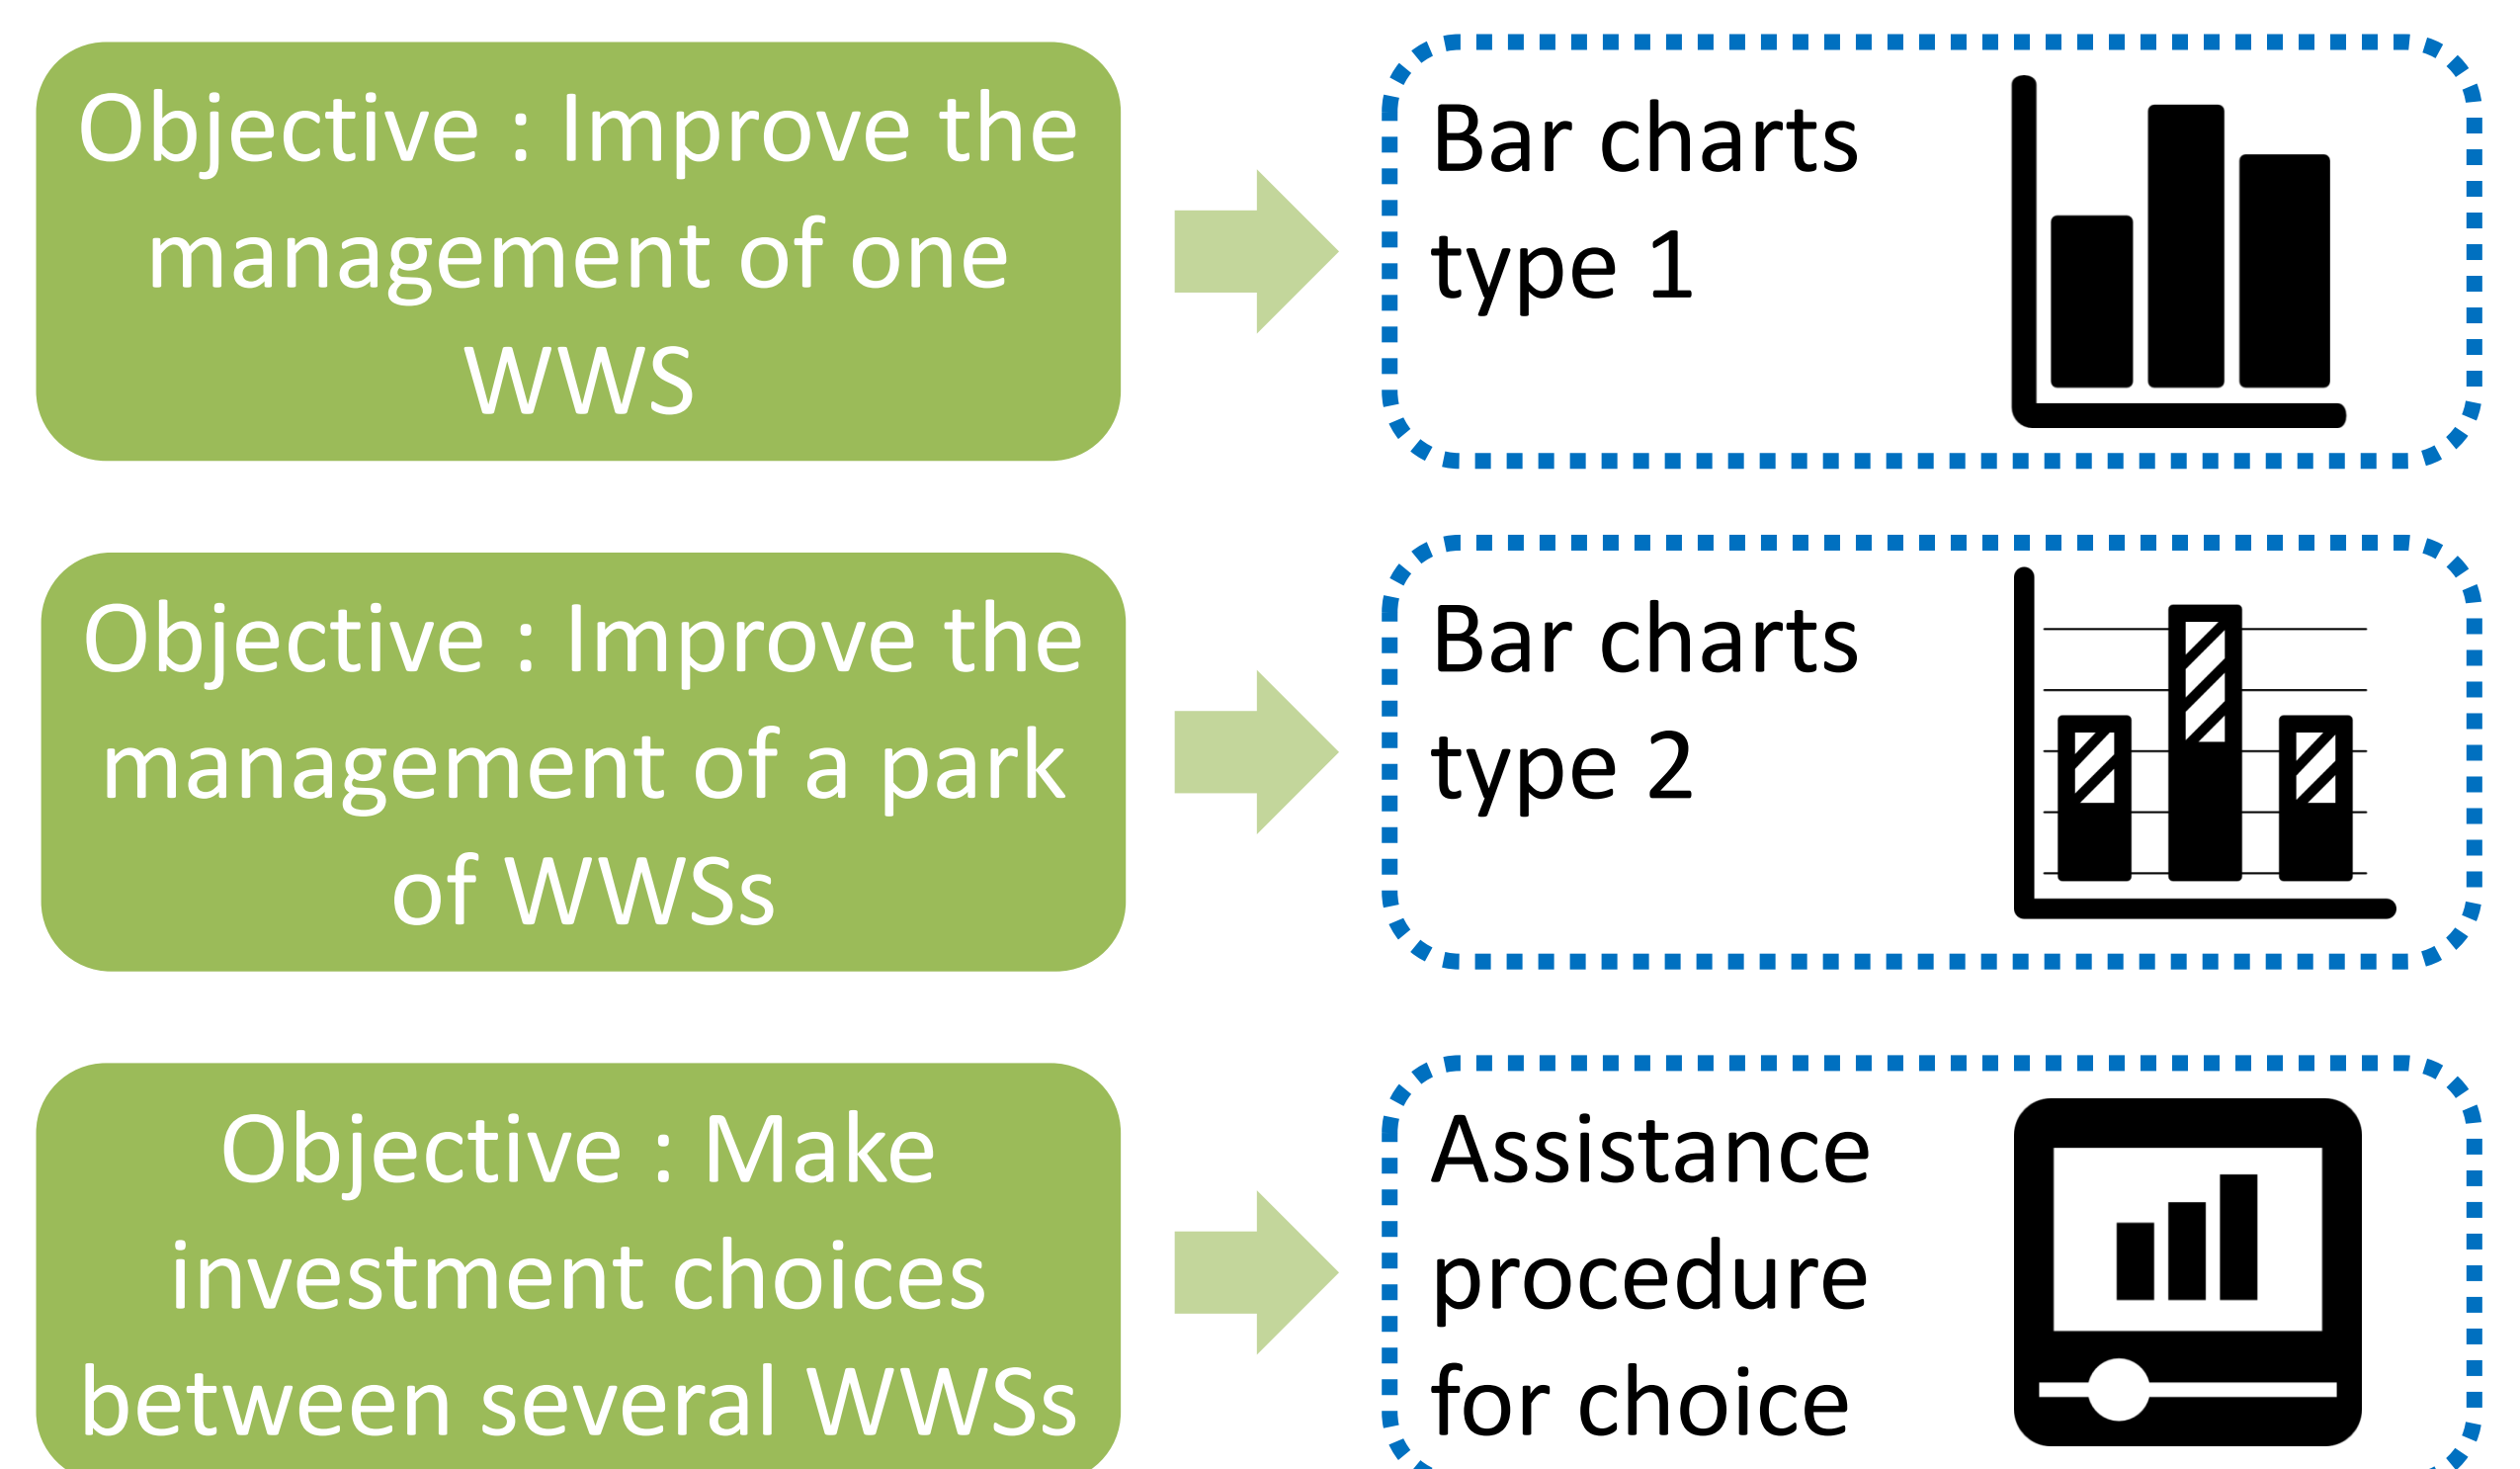 Objective : Improve the
management of one
WWS
Bar charts
type 1
Objective : Improve the
management of a park
of WWSs
Bar charts
type 2
Objective : Make
investment choices
between several WWSs
Assistance
procedure
for choice